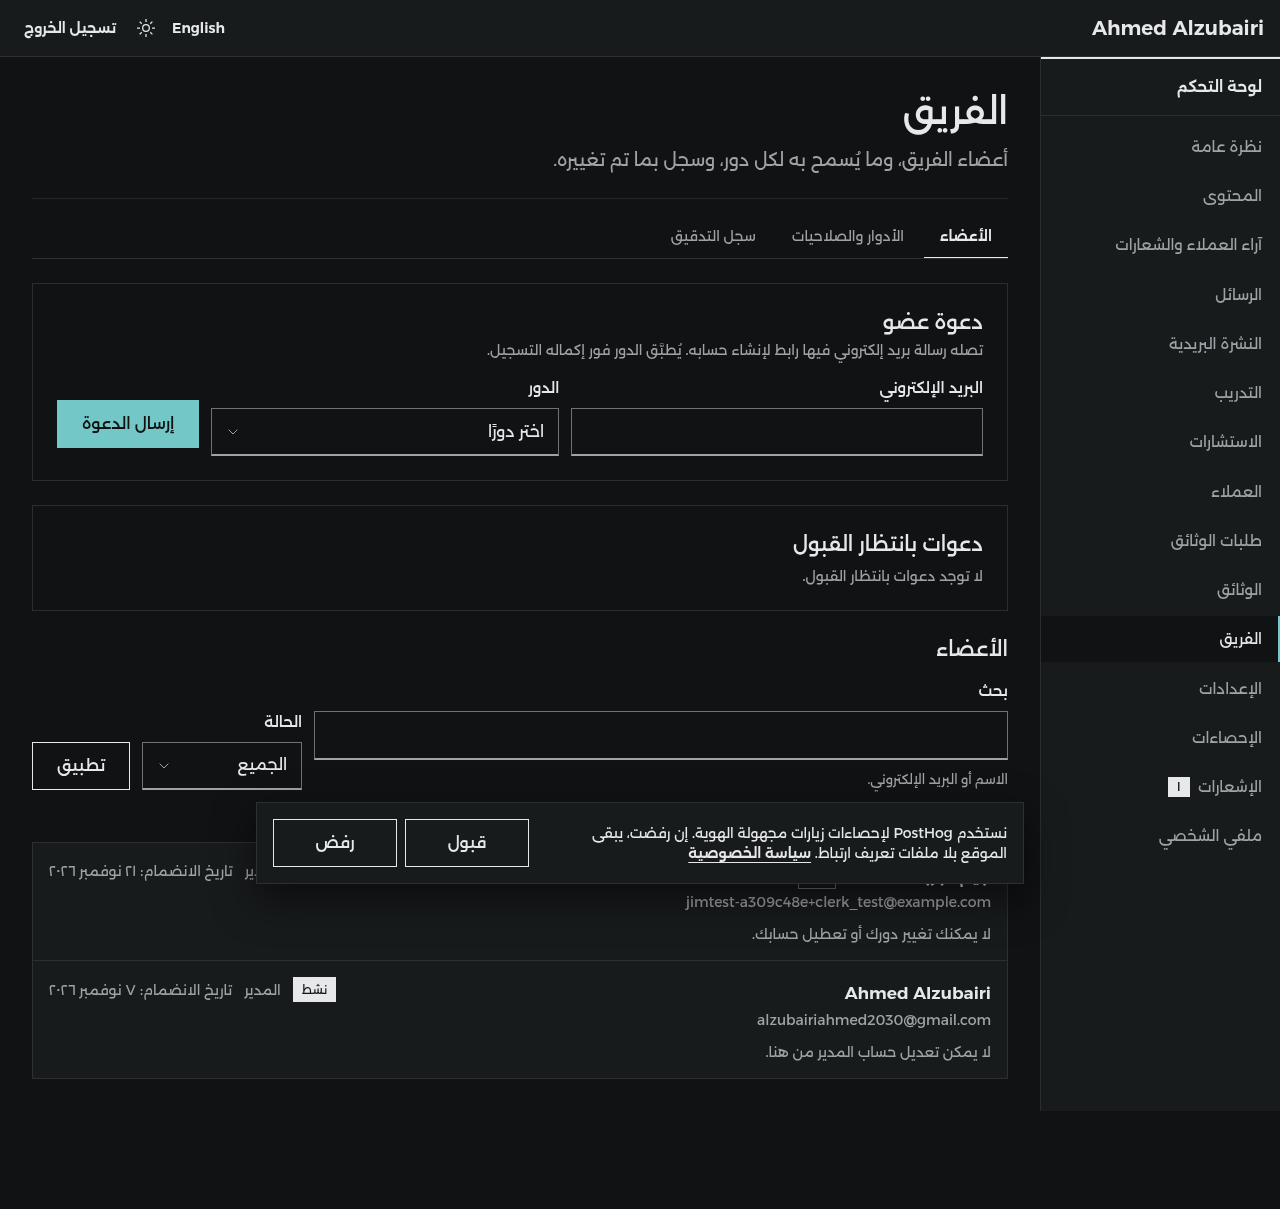 Ahmed Alzubairi
English
تسجيل الخروج
لوحة التحكم
نظرة عامة
المحتوى
آراء العملاء والشعارات
الرسائل
النشرة البريدية
التدريب
الاستشارات
العملاء
طلبات الوثائق
الوثائق
الفريق
الإعدادات
الإحصاءات
الإشعارات ١
ملفي الشخصي
الفريق
أعضاء الفريق، وما يُسمح به لكل دور، وسجل بما تم تغييره.
الأعضاء
الأدوار والصلاحيات
سجل التدقيق
دعوة عضو
تصله رسالة بريد إلكتروني فيها رابط لإنشاء حسابه. يُطبَّق الدور فور إكماله التسجيل.
البريد الإلكتروني
الدور
اختر دورًا
إرسال الدعوة
دعوات بانتظار القبول
لا توجد دعوات بانتظار القبول.
الأعضاء
بحث
الاسم أو البريد الإلكتروني.
الحالة
الجميع
تطبيق
نستخدم PostHog لإحصاءات زيارات مجهولة الهوية. إن رفضت، يبقى
الموقع بلا ملفات تعريف ارتباط. سياسة الخصوصية
قبول
رفض
تاريخ الانضمام: ٢١ نوفمبر ٢٠٢٦
jimtest-a309c48e+clerk_test@example.com
لا يمكنك تغيير دورك أو تعطيل حسابك.
Ahmed Alzubairi
نشط
المدير
تاريخ الانضمام: ٧ نوفمبر ٢٠٢٦
alzubairiahmed2030@gmail.com
لا يمكن تعديل حساب المدير من هنا.